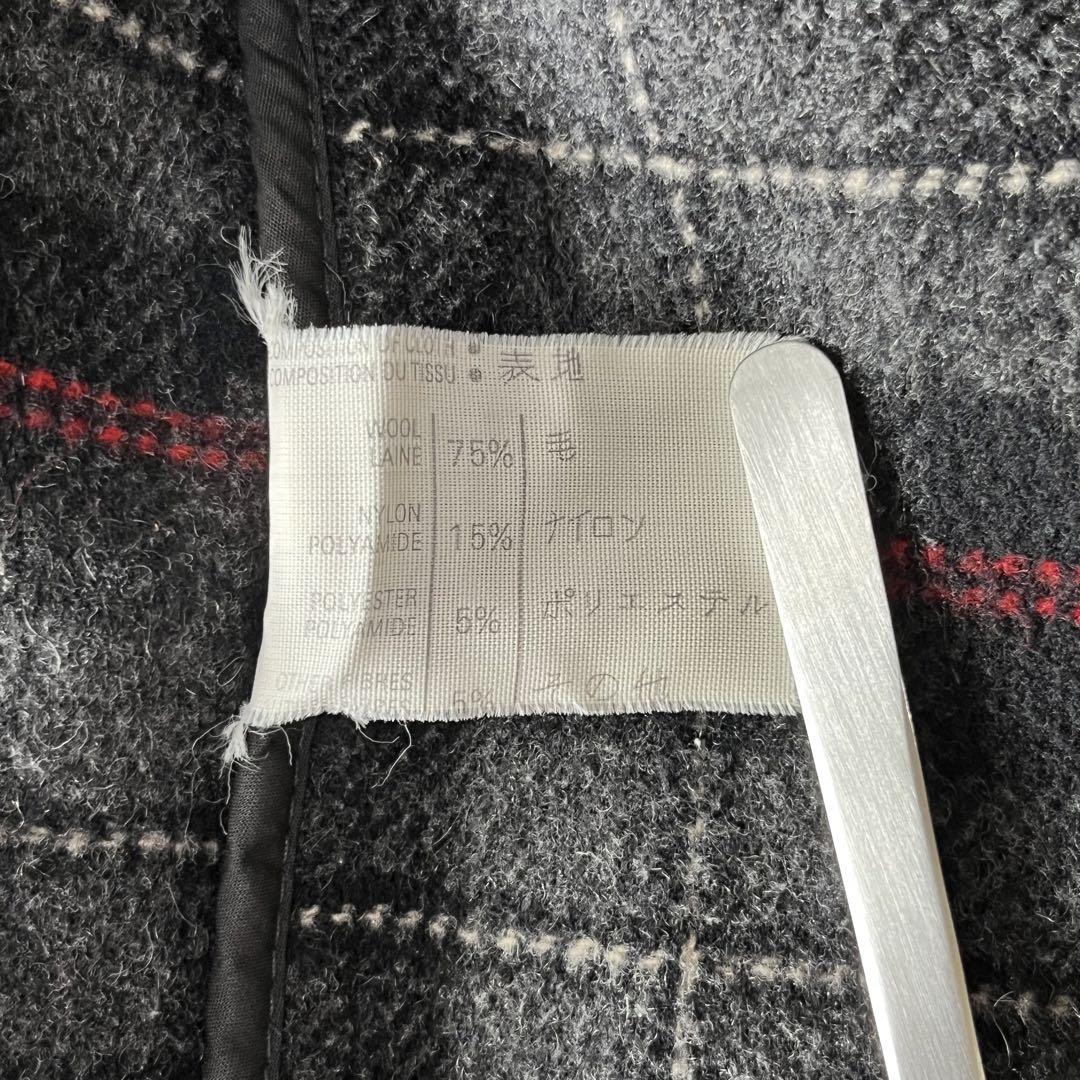 COMPOSITION OF CLOTH ● 表地
COMPOSITION DU TISSU ●
WOOL
LAINE 75% 毛
NYLON
POLYAMIDE 15% ナイロン
POLYESTER
POLYAMIDE 5% ポリエステル
OTHER FIBRES
5% その他